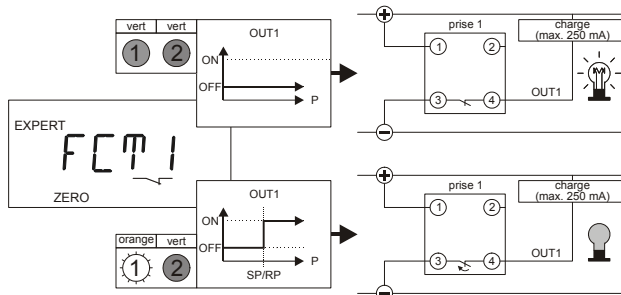 vert vert
1 2
OUT1
ON
OFF
P
prise 1
1 2
3 4
charge
(max. 250 mA)
OUT1
EXPERT
FCM1
ZERO
orange vert
1 2
OUT1
ON
OFF
P
SP/RP
prise 1
1 2
3 4
charge
(max. 250 mA)
OUT1